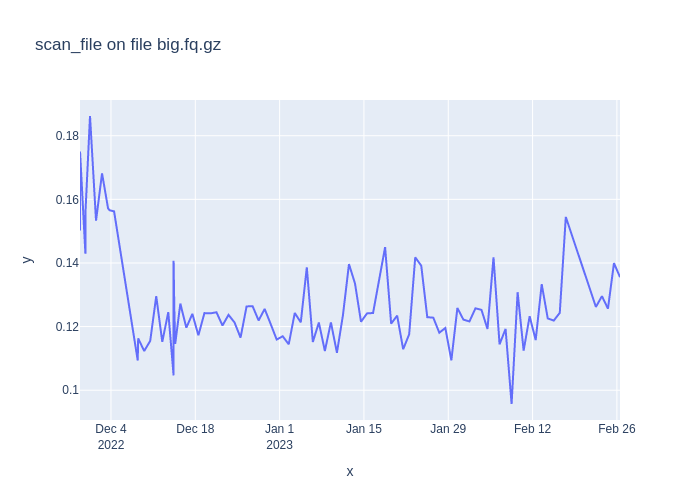 scan_file on file big.fq.gz
y
0.18
0.16
0.14
0.12
0.1
Dec 4
2022
Dec 18
Jan 1
2023
Jan 15
Jan 29
Feb 12
Feb 26
x